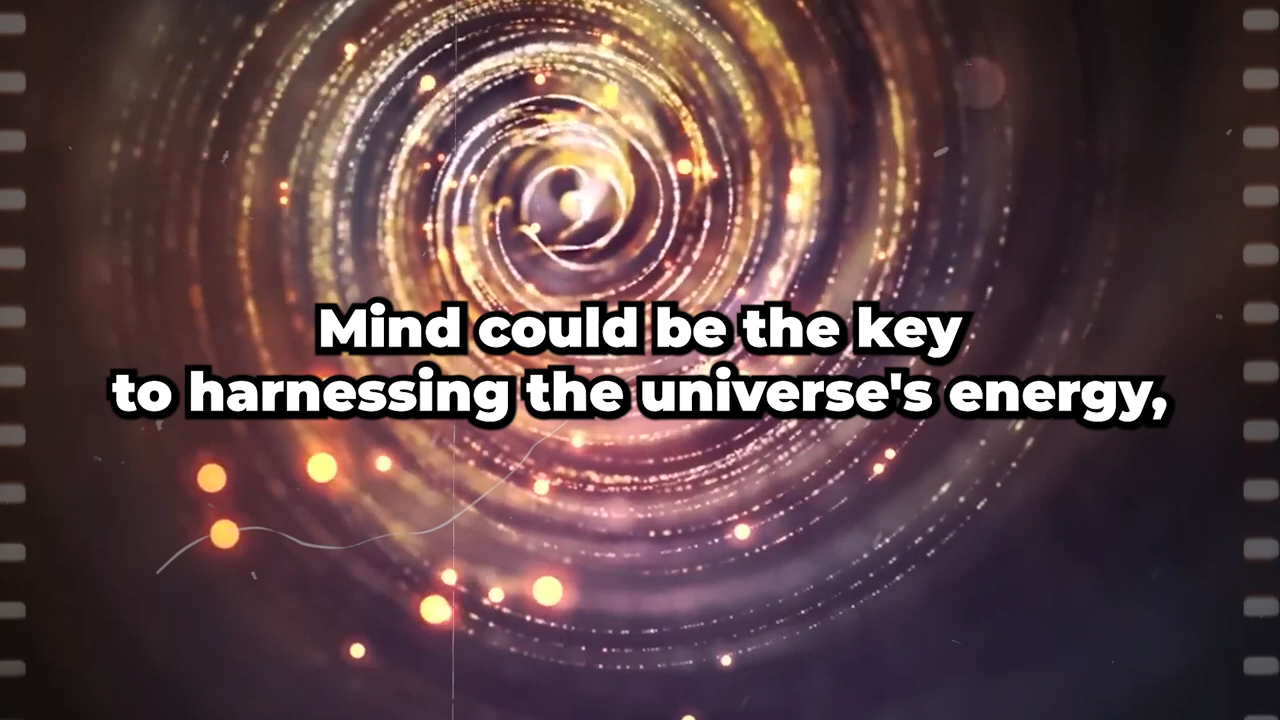 Mind could be the key
to harnessing the universe's energy,